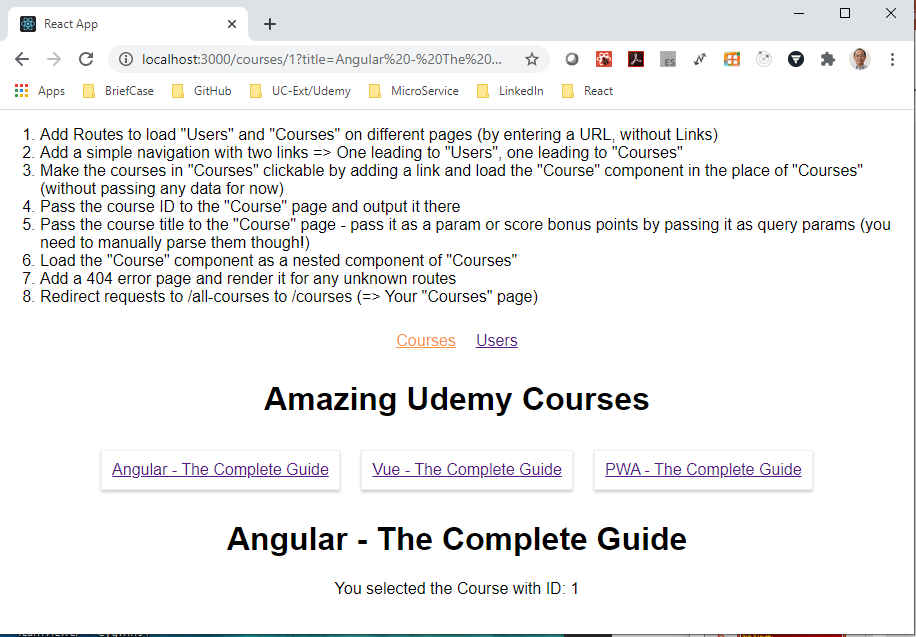 React App
localhost:3000/courses/1?title=Angular%20-%20The%20...
ES
Apps BriefCase GitHub UC-Ext/Udemy MicroService LinkedIn React
1. Add Routes to load "Users" and "Courses" on different pages (by entering a URL, without Links)
2. Add a simple navigation with two links => One leading to "Users", one leading to "Courses"
3. Make the courses in "Courses" clickable by adding a link and load the "Course" component in the place of "Courses"
(without passing any data for now)
4. Pass the course ID to the "Course" page and output it there
5. Pass the course title to the "Course" page - pass it as a param or score bonus points by passing it as query params (you
need to manually parse them though!)
6. Load the "Course" component as a nested component of "Courses"
7. Add a 404 error page and render it for any unknown routes
8. Redirect requests to /all-courses to /courses (=> Your "Courses" page)
Courses Users
Amazing Udemy Courses
Angular - The Complete Guide Vue - The Complete Guide PWA - The Complete Guide
Angular - The Complete Guide
You selected the Course with ID: 1